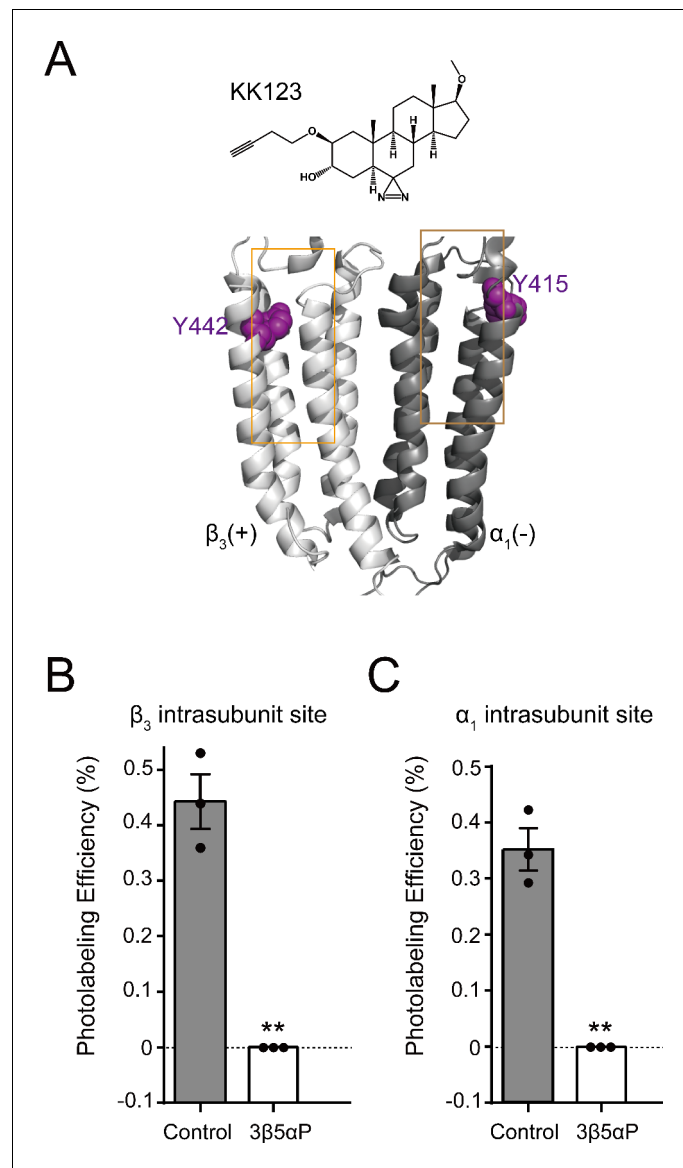 A
KK123
O
O
HO
H
H
H
H
N=N
Y442
Y415
β3(+)
α1(-)
B
C
β3 intrasubunit site
α1 intrasubunit site
Photolabeling Efficiency (%)
0.5
0.4
0.3
0.2
0.1
0
-0.1
**
Control
3β5αP
Photolabeling Efficiency (%)
0.5
0.4
0.3
0.2
0.1
0
-0.1
**
Control
3β5αP